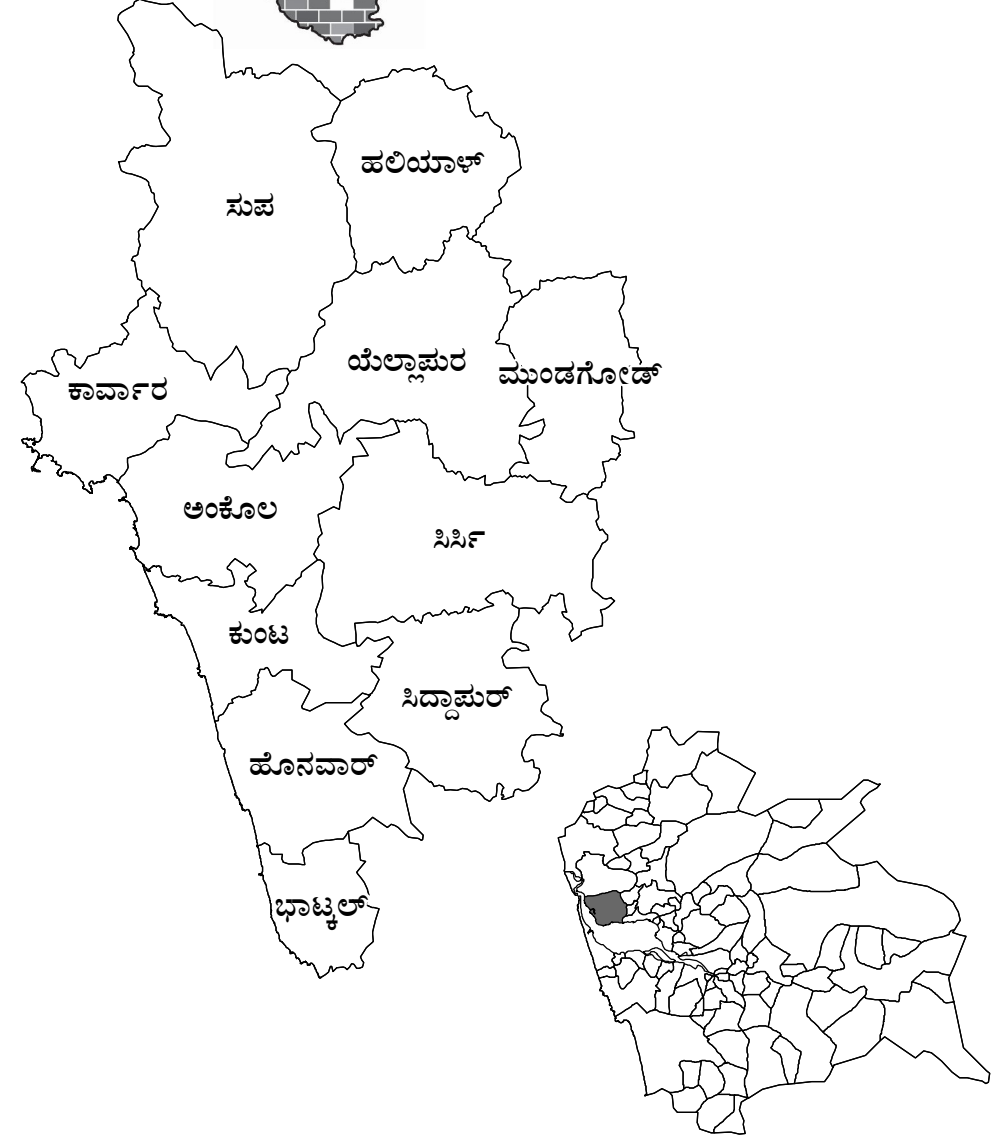 ಹಲಿಯಾಳ್
ಸುಪ
ಯೆಲ್ಲಾಪುರ
ಮುಂಡಗೋಡ್
ಕಾರ್ವಾರ
ಅಂಕೊಲ
ಸಿರ್ಸಿ
ಕುಂಟ
ಸಿದ್ದಾಪುರ್
ಹೊನವಾರ್
ಭಾಟ್ಕಲ್